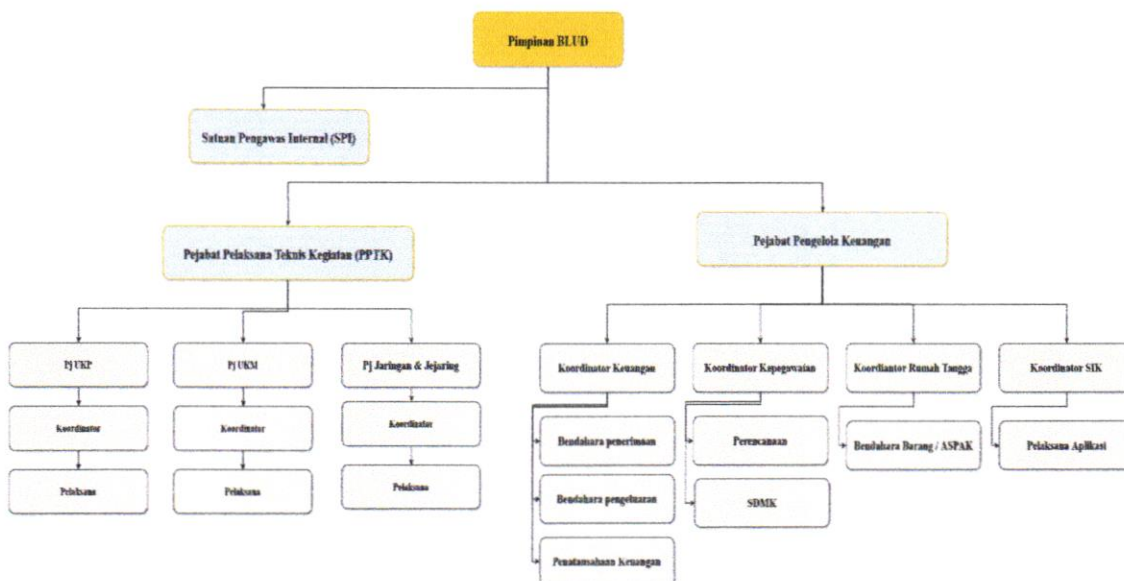 Pimpinan BLUD
Satuan Pengawas Internal (SPI)
Pejabat Pelaksana Teknis Kegiatan (PPTK)
Pejabat Pengelola Keuangan
Pj UKP
Pj UKM
Pj Jaringan & Jejaring
Koordinator Keuangan
Koordinator Kepegawaian
Koordiantor Rumah Tangga
Koordinator SIK
Koordinator
Koordinator
Koordinator
Bendahara penerimaan
Perencanaan
Bendahara Barang / ASPAK
Pelaksana Aplikasi
Pelaksana
Pelaksana
Pelaksana
Bendahara pengeluaran
SDMK
Penatausahaan Keuangan